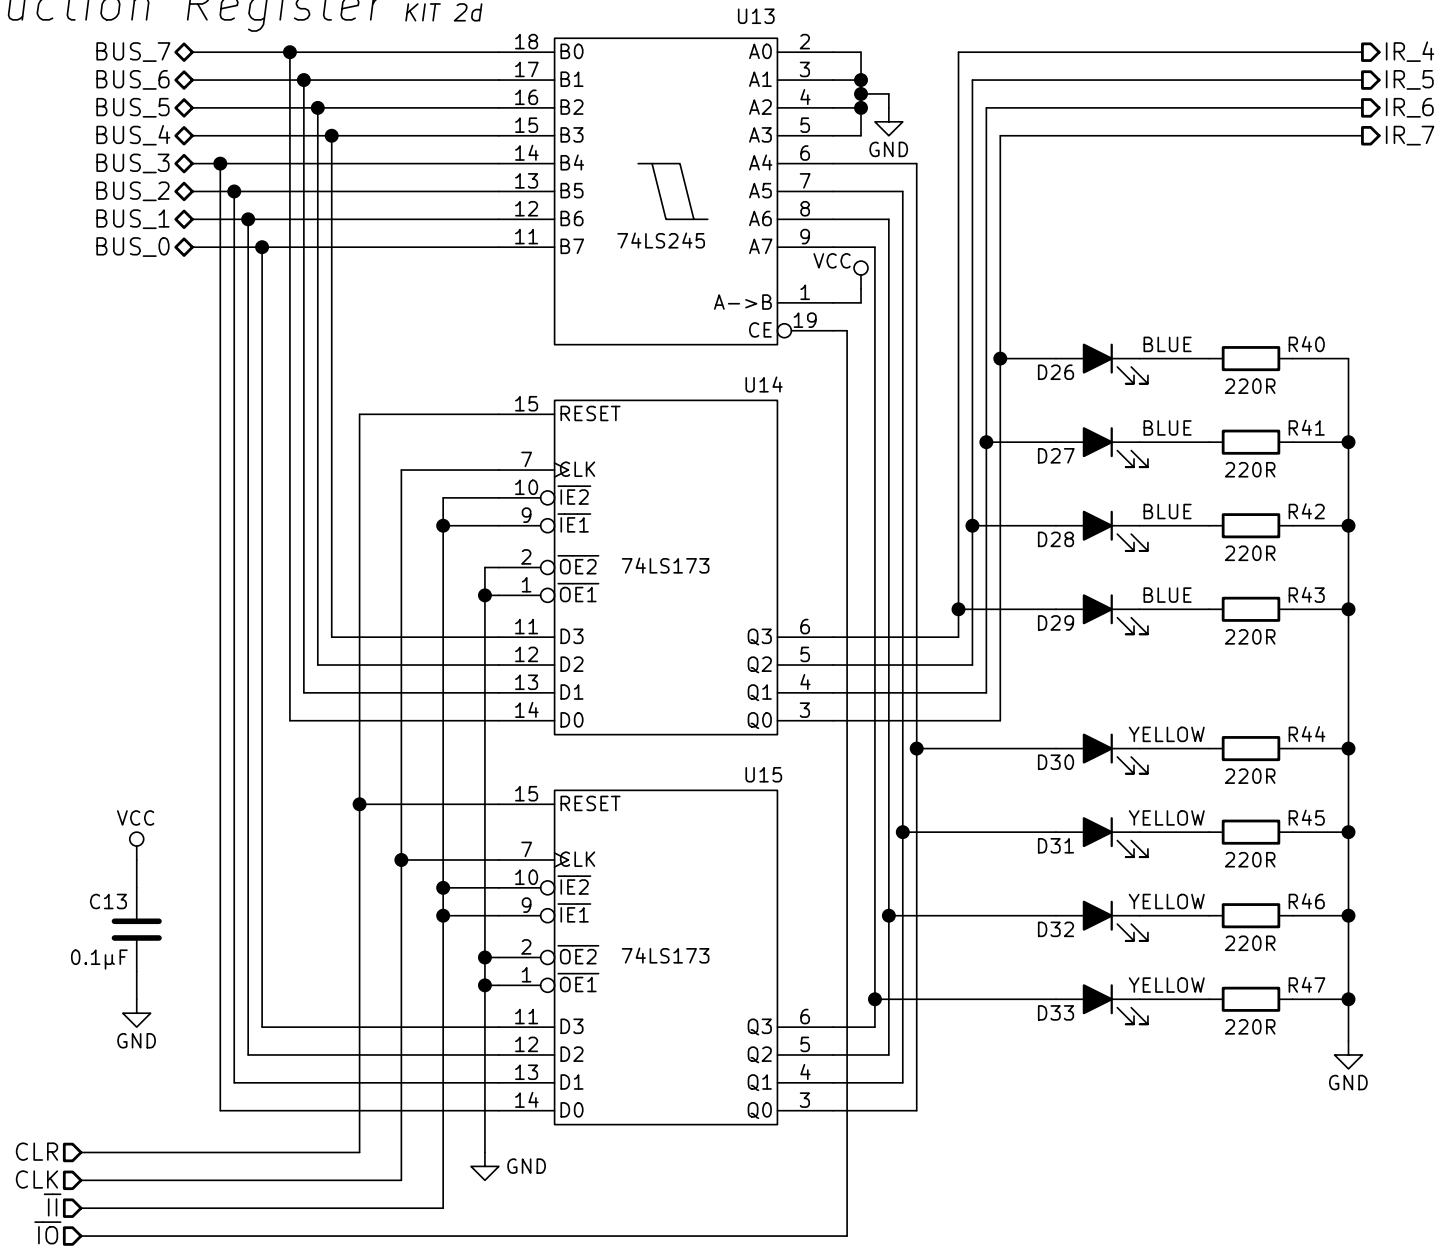 Register KIT 2d
U13
BUS_7 18 B0 A0 2 IR_4
BUS_6 17 B1 A1 3 IR_5
BUS_5 16 B2 A2 4 IR_6
BUS_4 15 B3 A3 5 IR_7
GND
BUS_3 14 B4 A4 6
BUS_2 13 B5 A5 7
BUS_1 12 B6 A6 8
74LS245
BUS_0 11 B7 A7 9
VCC
A->B 1
CE 19
BLUE R40
D26 220R
U14
15 RESET
BLUE R41
D27 220R
7 CLK
10 IE2
BLUE R42
9 IE1
D28 220R
2 OE2 74LS173
1 OE1
BLUE R43
D29 220R
11 D3 Q3 6
12 D2 Q2 5
13 D1 Q1 4
14 D0 Q0 3
YELLOW R44
D30 220R
U15
15 RESET
VCC
YELLOW R45
D31 220R
7 CLK
10 IE2
C13
YELLOW R46
9 IE1
D32 220R
0.1µF
2 OE2 74LS173
1 OE1
YELLOW R47
D33 220R
11 D3 Q3 6
GND
12 D2 Q2 5
13 D1 Q1 4
GND
14 D0 Q0 3
CLR
GND
CLK
II
IO